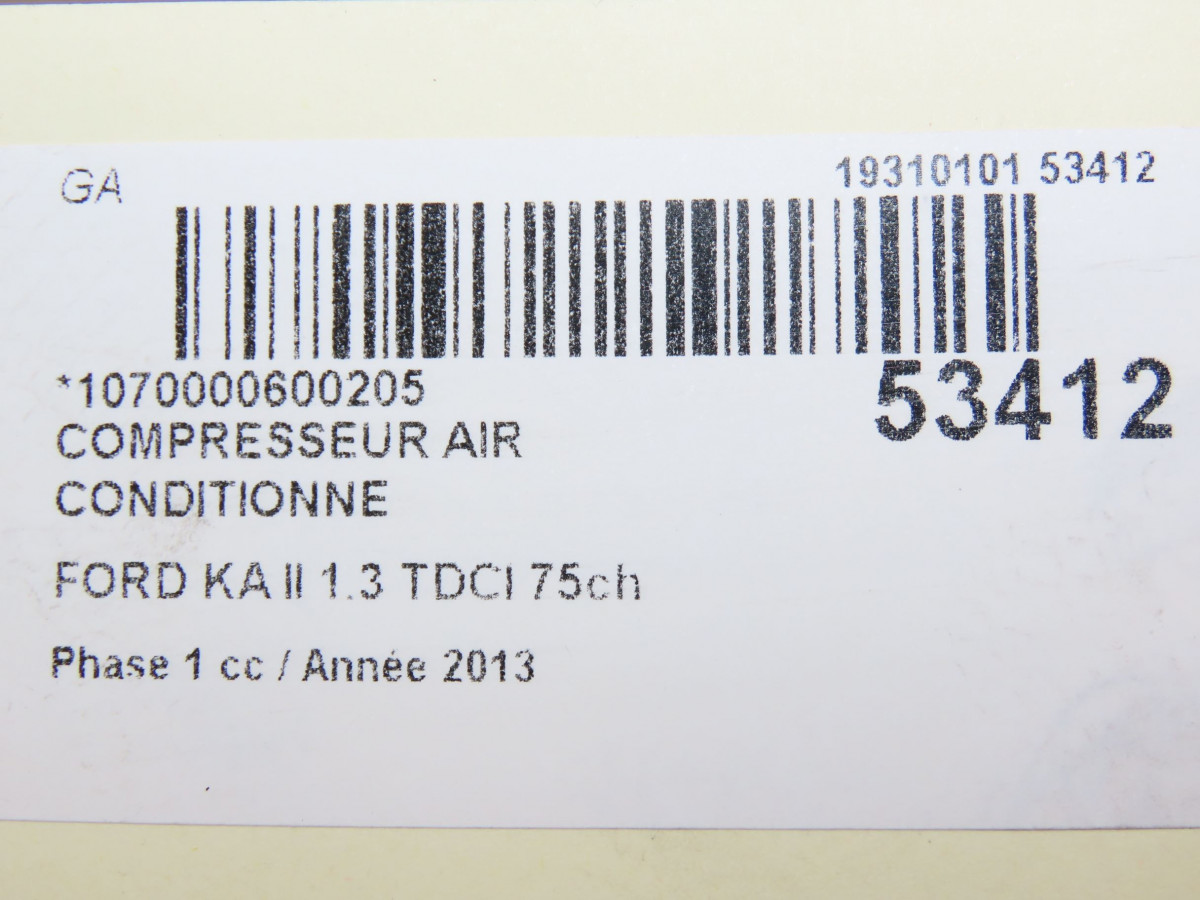 GA
19310101 53412
*1070000600205
53412
COMPRESSEUR AIR
CONDITIONNE
FORD KA II 1.3 TDCI 75ch
Phase 1 cc / Année 2013